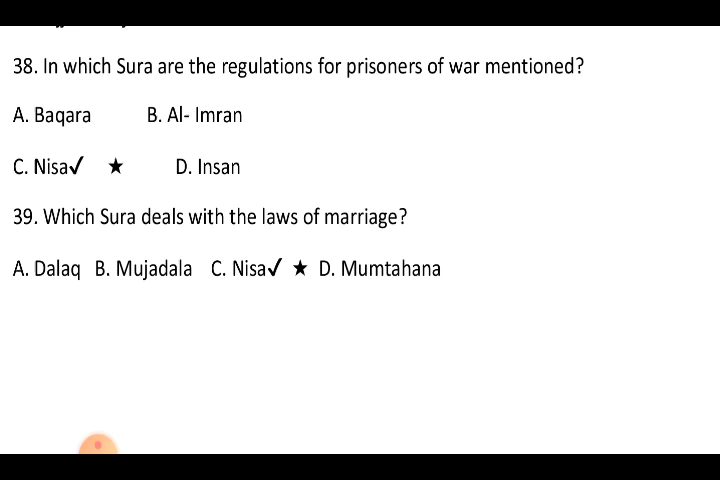 38. In which Sura are the regulations for prisoners of war mentioned?
A. Baqara B. Al- Imran
C. Nisa✓ ★ D. Insan
39. Which Sura deals with the laws of marriage?
A. Dalaq B. Mujadala C. Nisa✓ ★ D. Mumtahana